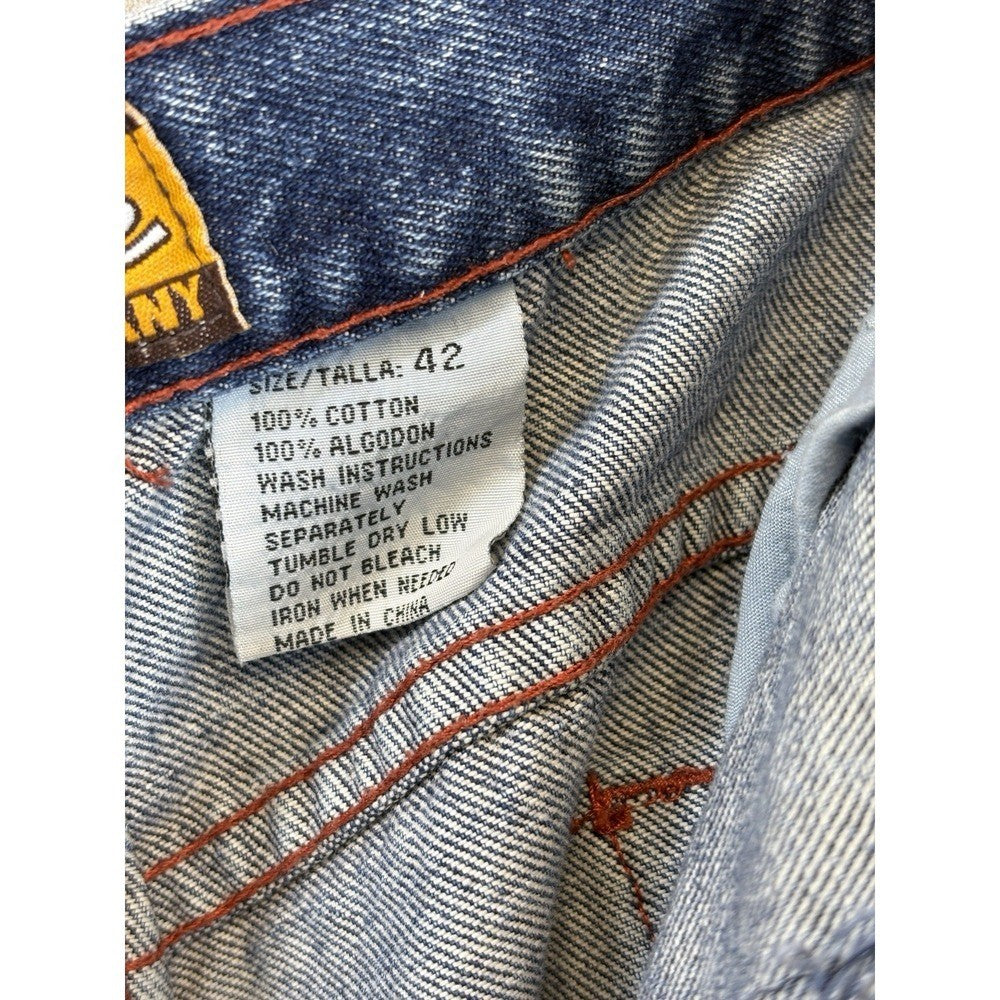 ANY
SIZE/TALLA: 42
100% COTTON
100% ALGODON
WASH INSTRUCTIONS
MACHINE WASH
SEPARATELY
TUMBLE DRY LOW
DO NOT BLEACH
IRON WHEN NEEDED
MADE IN CHINA